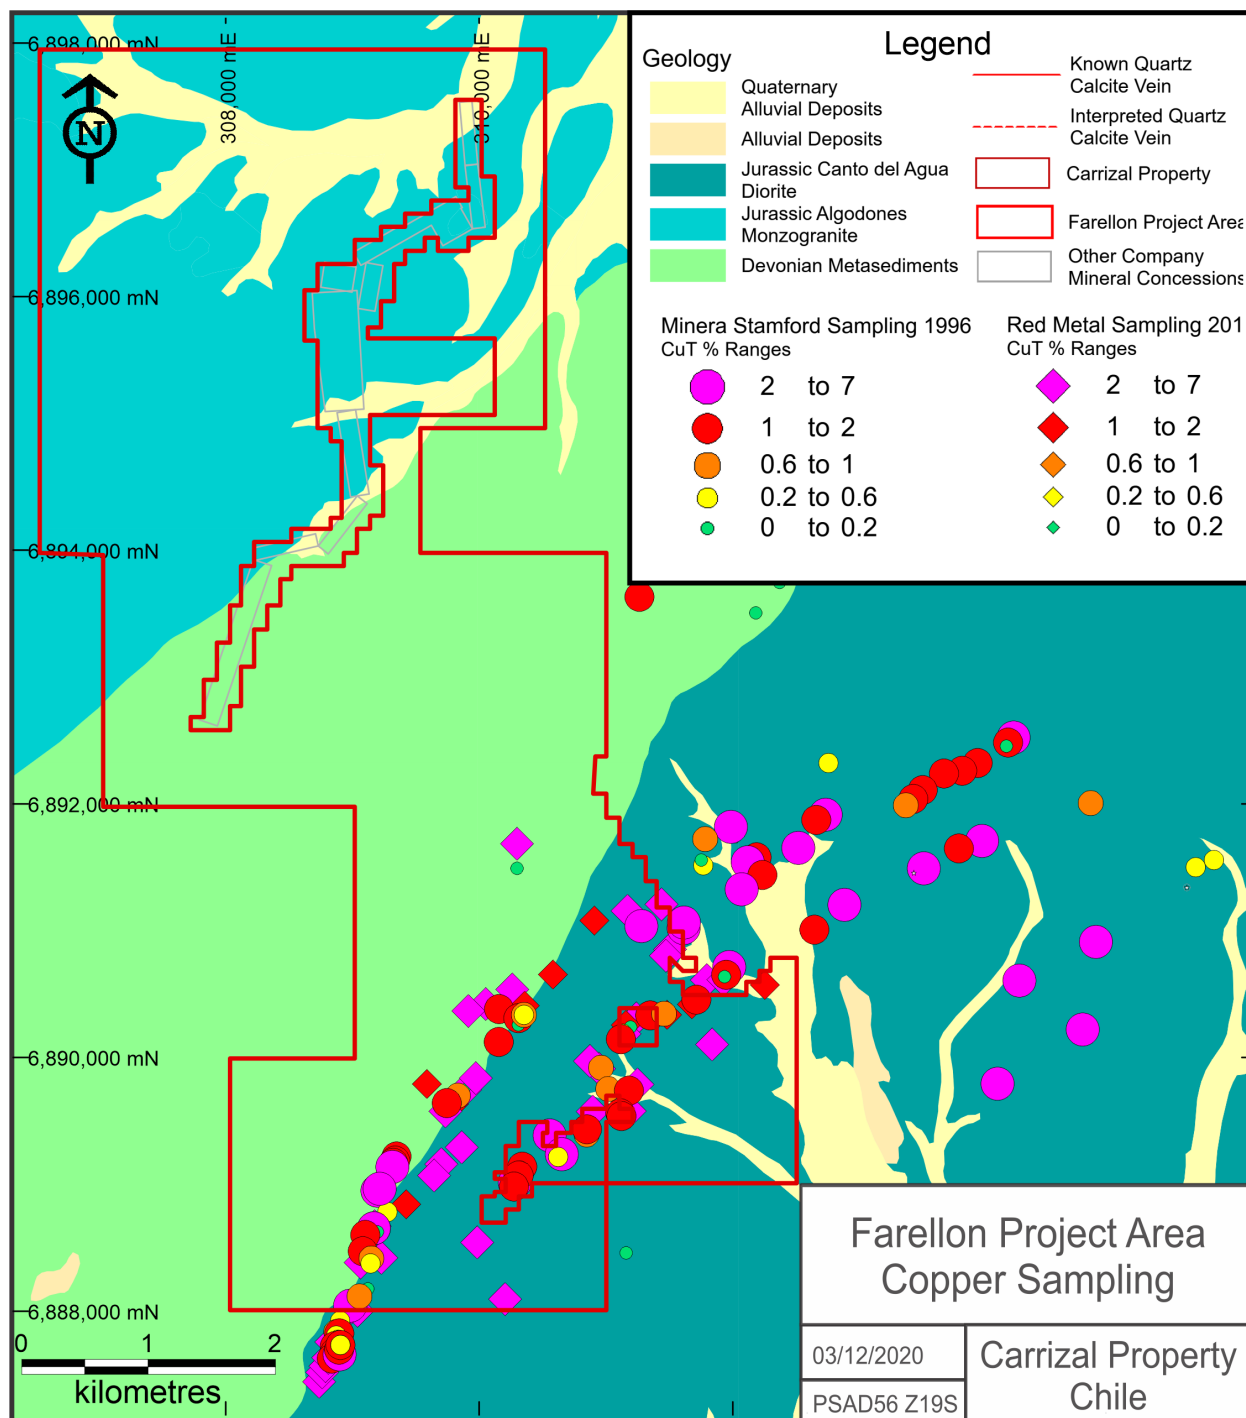 6,898,000 mN
308,000 mE
310,000 mE
N
6,896,000 mN
6,894,000 mN
6,892,000 mN
6,890,000 mN
6,888,000 mN
Legend
Geology
Quaternary
Alluvial Deposits
Alluvial Deposits
Jurassic Canto del Agua
Diorite
Jurassic Algodones
Monzogranite
Devonian Metasediments
Known Quartz
Calcite Vein
Interpreted Quartz
Calcite Vein
Carrizal Property
Farellon Project Area
Other Company
Mineral Concessions
Minera Stamford Sampling 1996
CuT % Ranges
2 to 7
1 to 2
0.6 to 1
0.2 to 0.6
0 to 0.2
Red Metal Sampling 201
CuT % Ranges
2 to 7
1 to 2
0.6 to 1
0.2 to 0.6
0 to 0.2
0 1 2
kilometres
Farellon Project Area
Copper Sampling
03/12/2020
PSAD56 Z19S
Carrizal Property
Chile